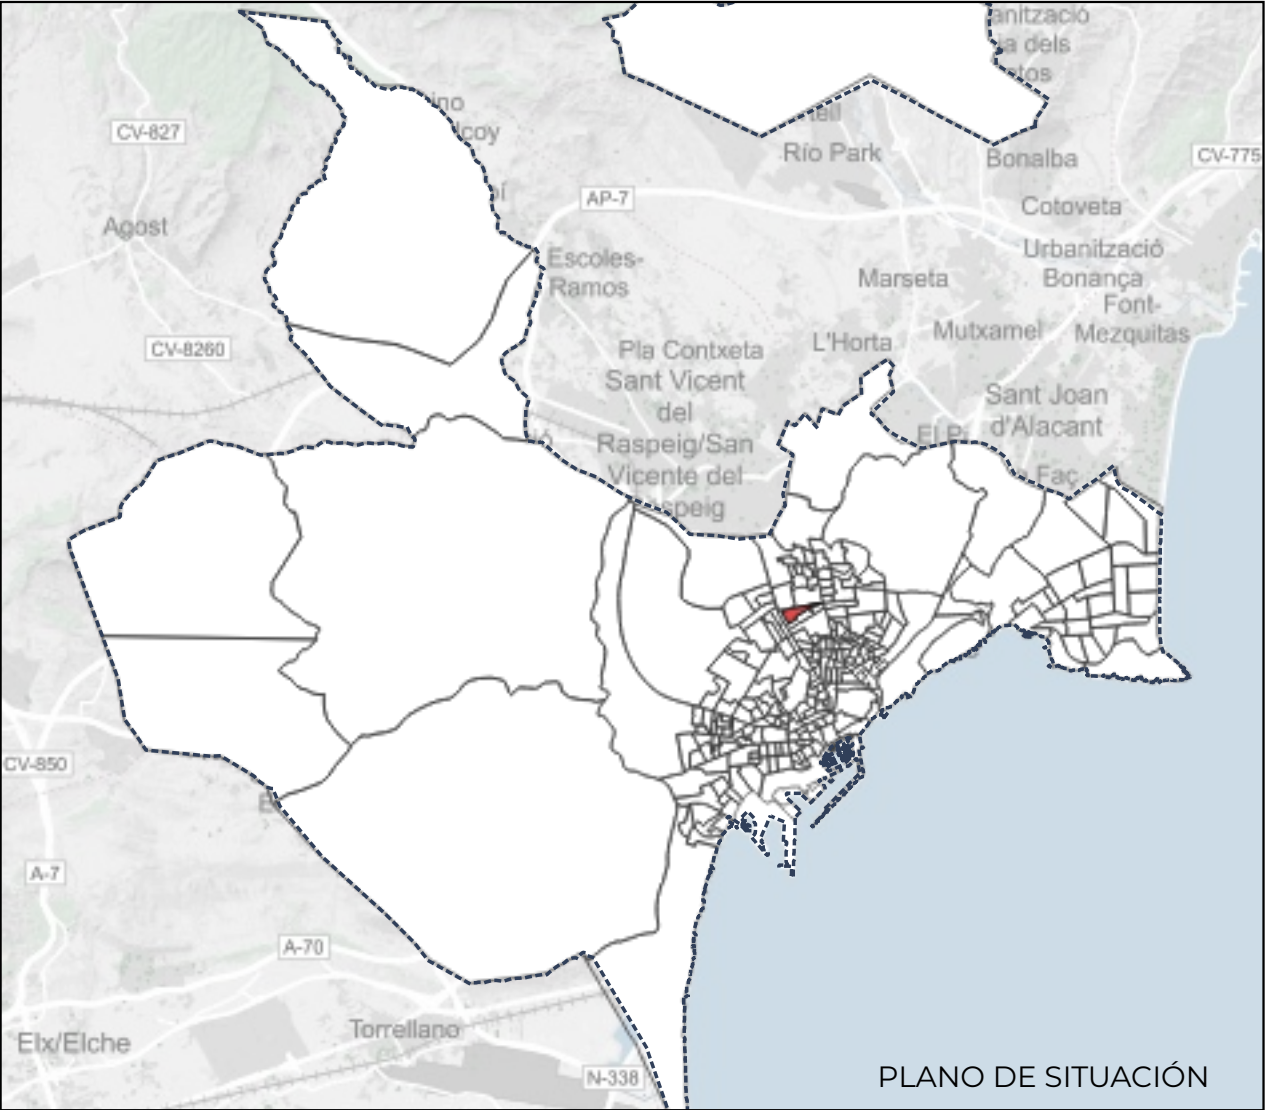 CV-827
Agost
CV-8260
AP-7
Escoles-
Ramos
Río Park
Bonalba
CV-775
Cotoveta
Urbanització
Bonança
Marseta
Font-
Mezquitas
Mutxamel
L'Horta
Pla Contxeta
Sant Vicent
del
Raspeig/San
Vicente del
Sant Joan
d'Alacant
CV-850
A-7
A-70
Elx/Elche
Torrellano
N-338
PLANO DE SITUACIÓN